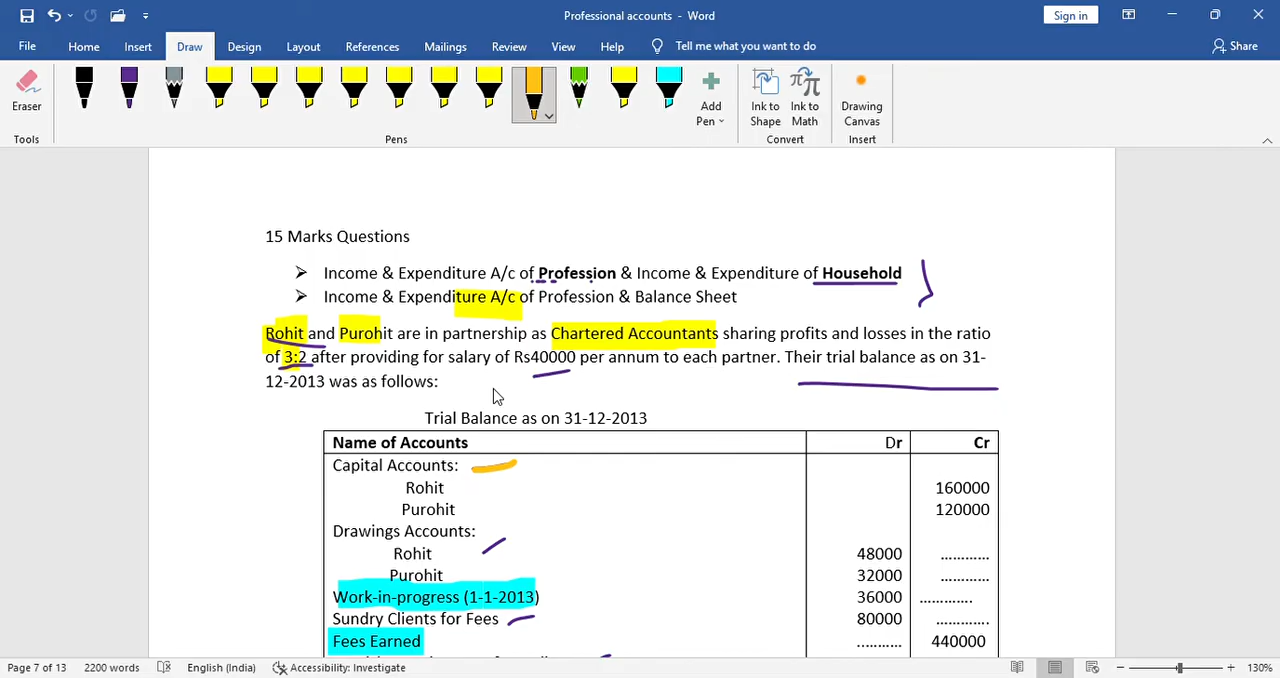 Professional accounts - Word
Sign in
File Home Insert Draw Design Layout References Mailings Review View Help Tell me what you want to do Share
Eraser
Add Pen
Ink to Shape
Ink to Math
Drawing Canvas
Tools Pens Convert Insert
15 Marks Questions
➢ Income & Expenditure A/c of Profession & Income & Expenditure of Household
➢ Income & Expenditure A/c of Profession & Balance Sheet
Rohit and Purohit are in partnership as Chartered Accountants sharing profits and losses in the ratio
of 3:2 after providing for salary of Rs40000 per annum to each partner. Their trial balance as on 31-
12-2013 was as follows:
Trial Balance as on 31-12-2013
Name of Accounts Dr Cr
Capital Accounts:
Rohit 160000
Purohit 120000
Drawings Accounts:
Rohit 48000 ............
Purohit 32000 ............
Work-in-progress (1-1-2013) 36000 ............
Sundry Clients for Fees 80000 ............
Fees Earned ........... 440000
Page 7 of 13 2200 words English (India) Accessibility: Investigate 130%